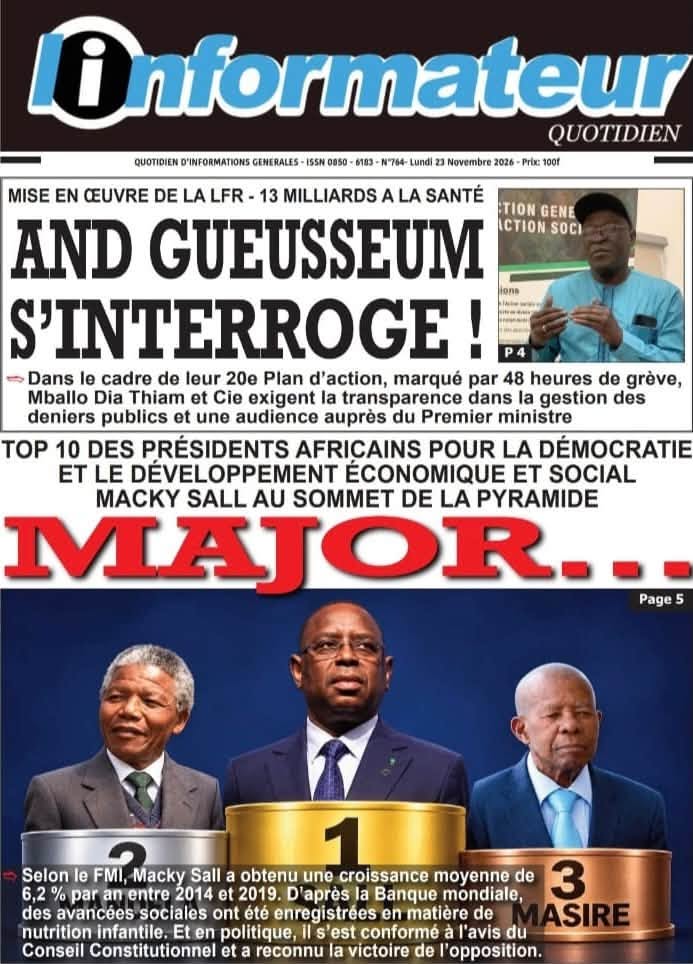 l'informateur
QUOTIDIEN
QUOTIDIEN D'INFORMATIONS GENERALES - ISSN 0850 - 6183 - N°764- Lundi 23 Novembre 2026 - Prix: 100f
MISE EN ŒUVRE DE LA LFR - 13 MILLIARDS A LA SANTÉ
AND GUEUSSEUM
S'INTERROGE !
CTION GENE
ACTION SOCI
ions
P 4
Dans le cadre de leur 20e Plan d'action, marqué par 48 heures de grève,
Mballo Dia Thiam et Cie exigent la transparence dans la gestion des
deniers publics et une audience auprès du Premier ministre
TOP 10 DES PRÉSIDENTS AFRICAINS POUR LA DÉMOCRATIE
ET LE DÉVELOPPEMENT ÉCONOMIQUE ET SOCIAL
MACKY SALL AU SOMMET DE LA PYRAMIDE
MAJOR...
Page 5
2
1
3
MASIRE
Selon le FMI, Macky Sall a obtenu une croissance moyenne de
6,2 % par an entre 2014 et 2019. D'après la Banque mondiale,
des avancées sociales ont été enregistrées en matière de
nutrition infantile. Et en politique, il s'est conformé à l'avis du
Conseil Constitutionnel et a reconnu la victoire de l'opposition.